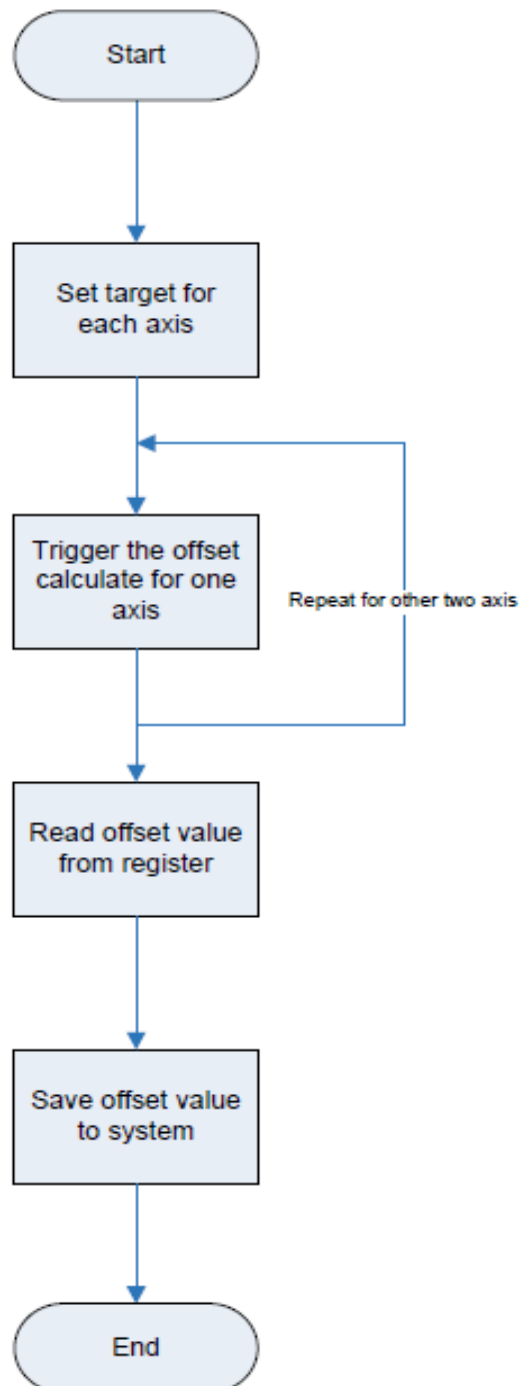 Start
Set target for
each axis
Trigger the offset
calculate for one
axis
Repeat for other two axis
Read offset value
from register
Save offset value
to system
End